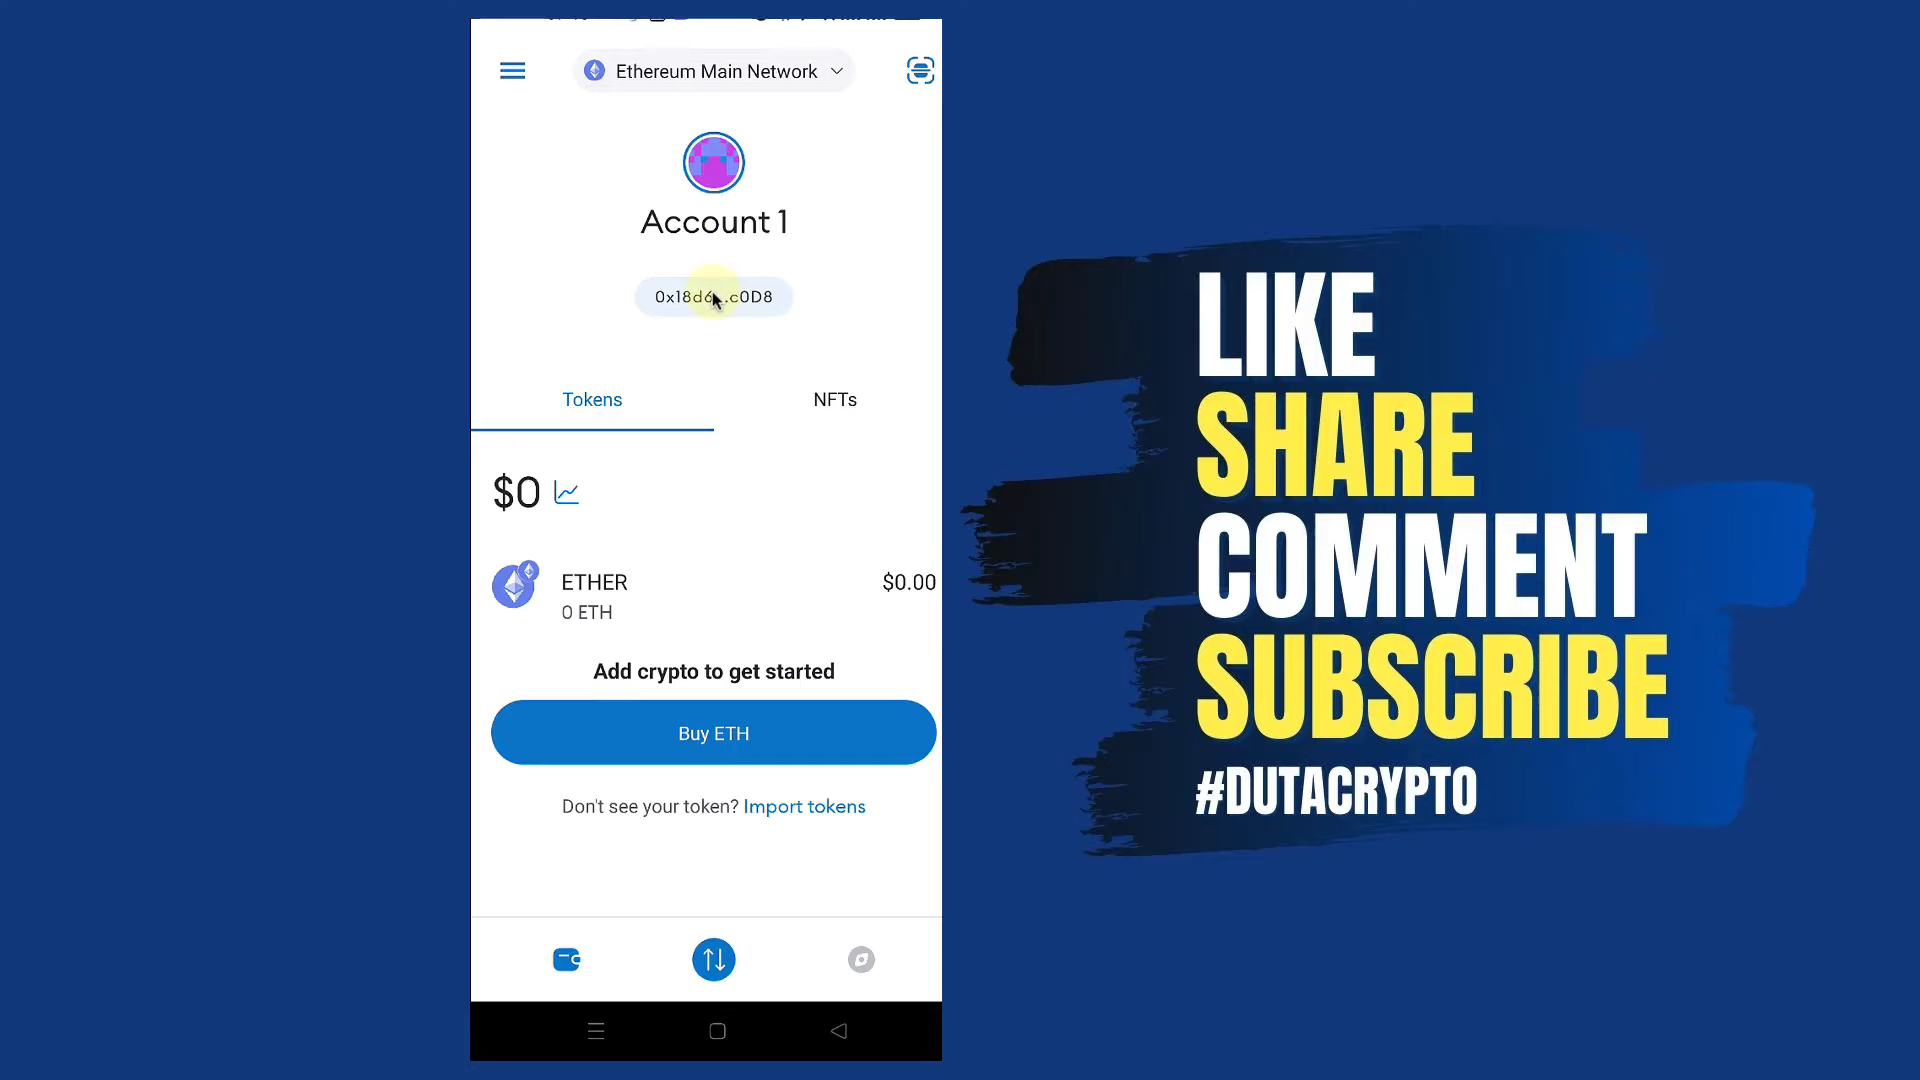 Ethereum Main Network
Account 1
0x18d6...c0D8
Tokens
NFTs
$0
ETHER
$0.00
0 ETH
Add crypto to get started
Buy ETH
Don't see your token? Import tokens
LIKE
SHARE
COMMENT
SUBSCRIBE
#DUTACRYPTO